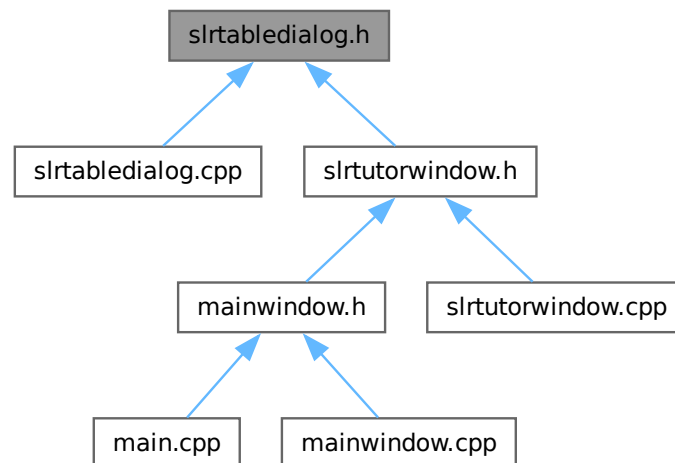 slrtabledialog.h
slrtabledialog.cpp
slrtutorwindow.h
mainwindow.h
slrtutorwindow.cpp
main.cpp
mainwindow.cpp